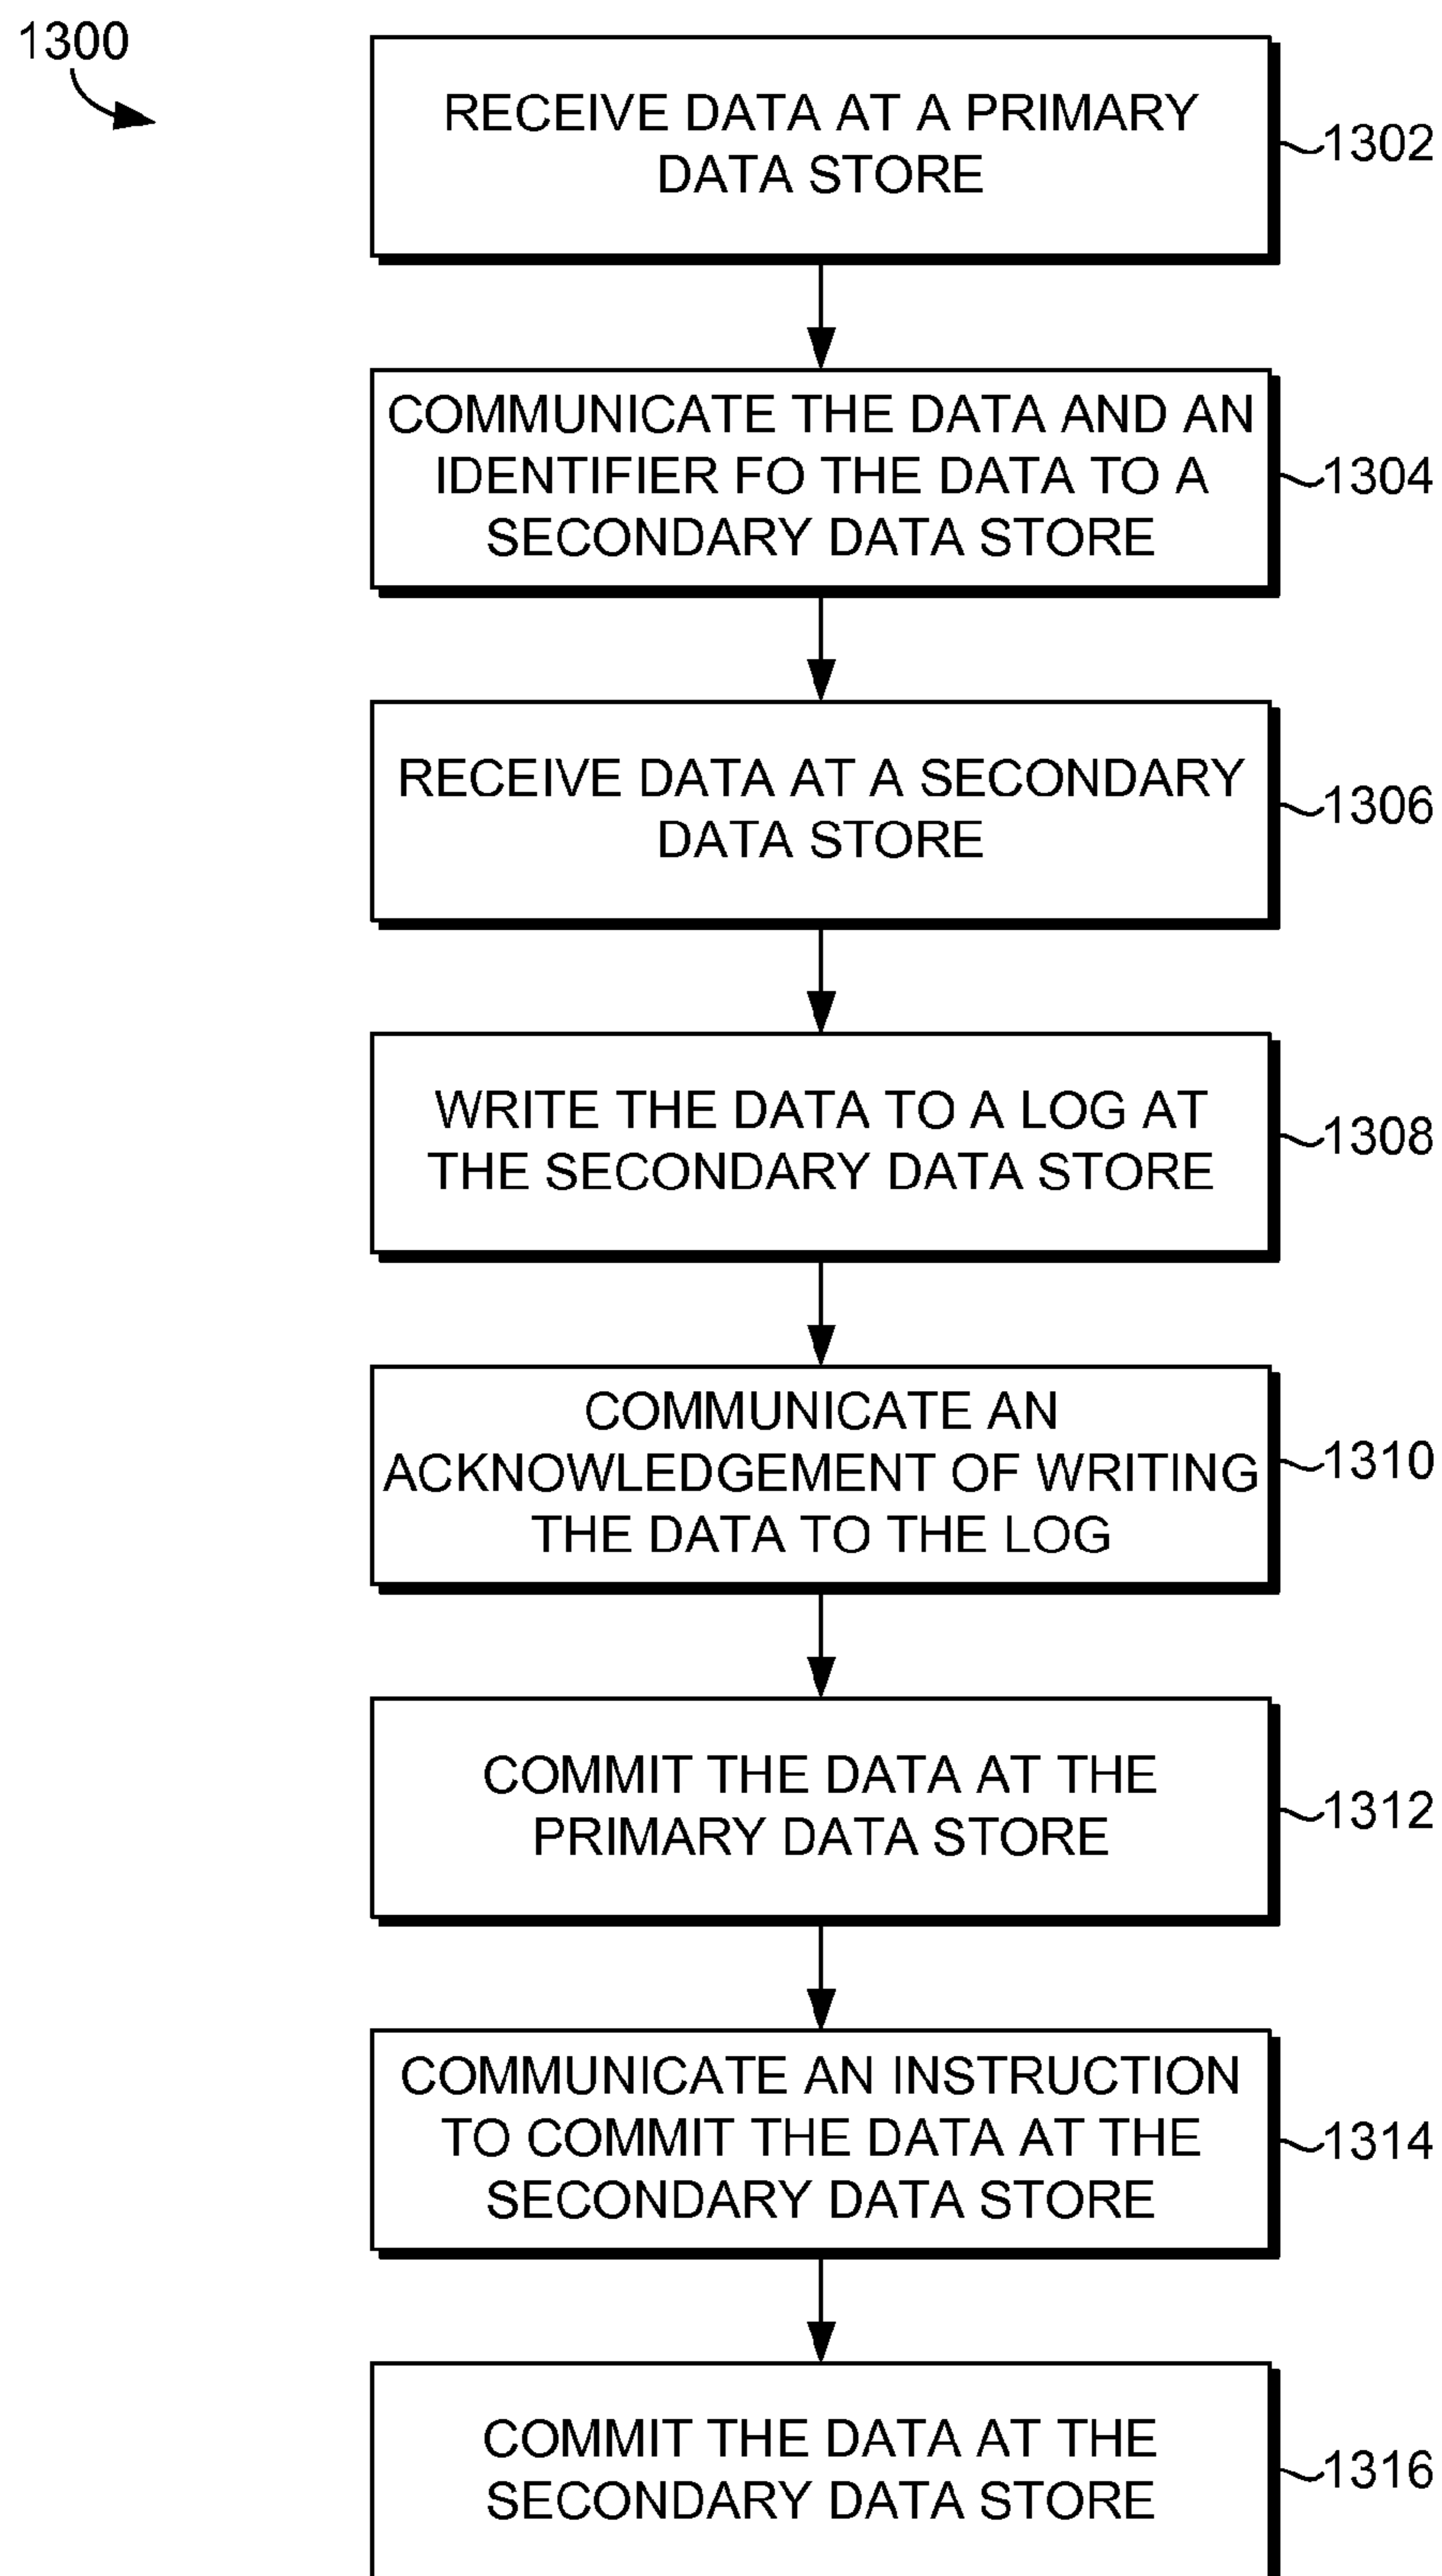 1300
RECEIVE DATA AT A PRIMARY
DATA STORE
1302
COMMUNICATE THE DATA AND AN
IDENTIFIER FO THE DATA TO A
SECONDARY DATA STORE
1304
RECEIVE DATA AT A SECONDARY
DATA STORE
1306
WRITE THE DATA TO A LOG AT
THE SECONDARY DATA STORE
1308
COMMUNICATE AN
ACKNOWLEDGEMENT OF WRITING
THE DATA TO THE LOG
1310
COMMIT THE DATA AT THE
PRIMARY DATA STORE
1312
COMMUNICATE AN INSTRUCTION
TO COMMIT THE DATA AT THE
SECONDARY DATA STORE
1314
COMMIT THE DATA AT THE
SECONDARY DATA STORE
1316